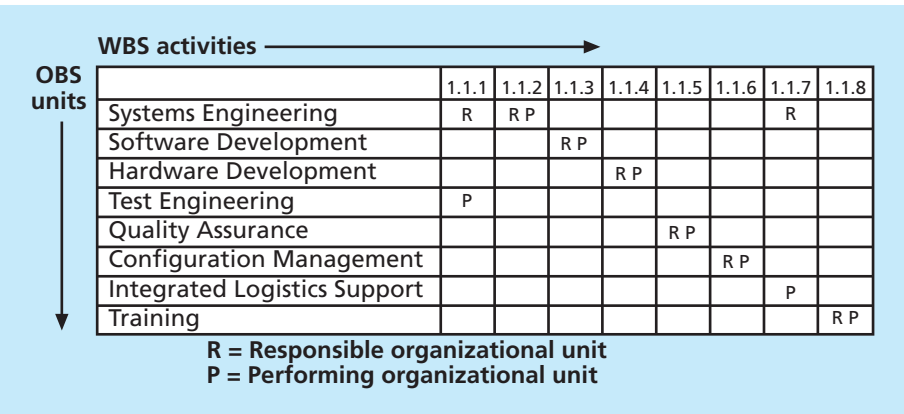 WBS activities
OBS
units
1.1.1 1.1.2 1.1.3 1.1.4 1.1.5 1.1.6 1.1.7 1.1.8
Systems Engineering R R P R
Software Development R P
Hardware Development R P
Test Engineering P
Quality Assurance R P
Configuration Management R P
Integrated Logistics Support P
Training R P
R = Responsible organizational unit
P = Performing organizational unit